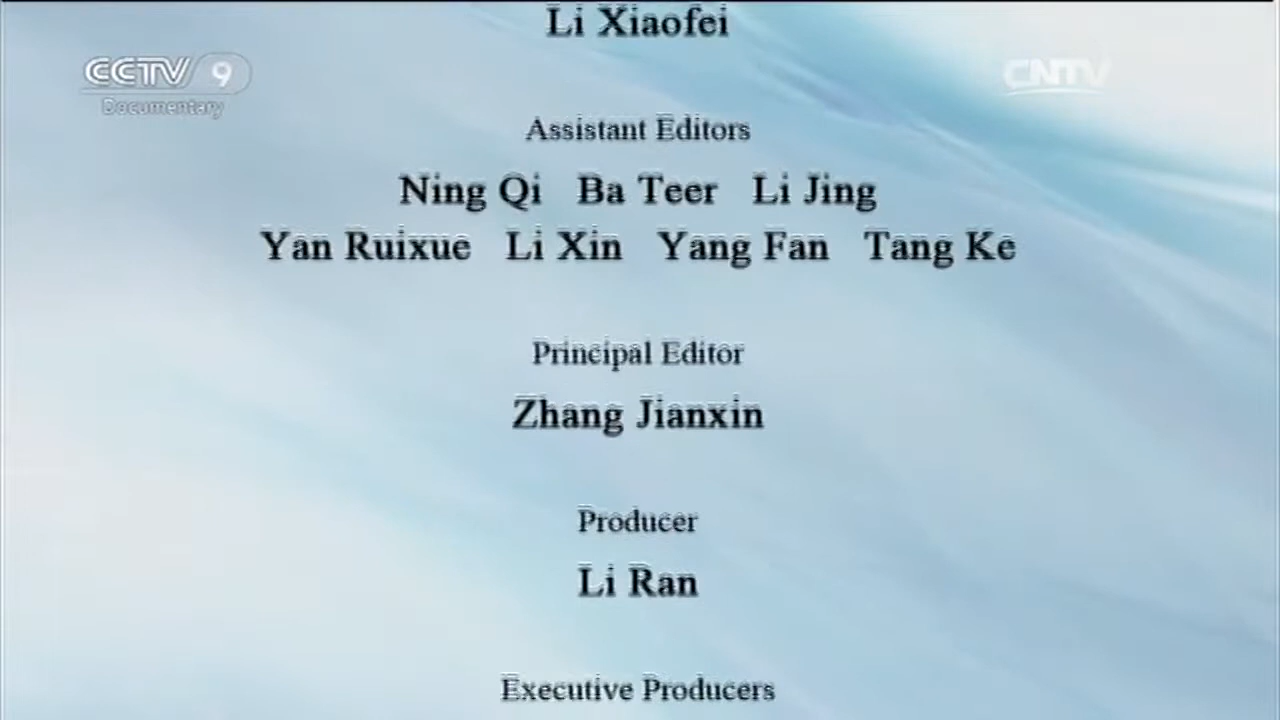 Li Xiaofei
CCTV 9
Documentary
CNTV
Assistant Editors
Ning Qi Ba Teer Li Jing
Yan Ruixue Li Xin Yang Fan Tang Ke
Principal Editor
Zhang Jianxin
Producer
Li Ran
Executive Producers